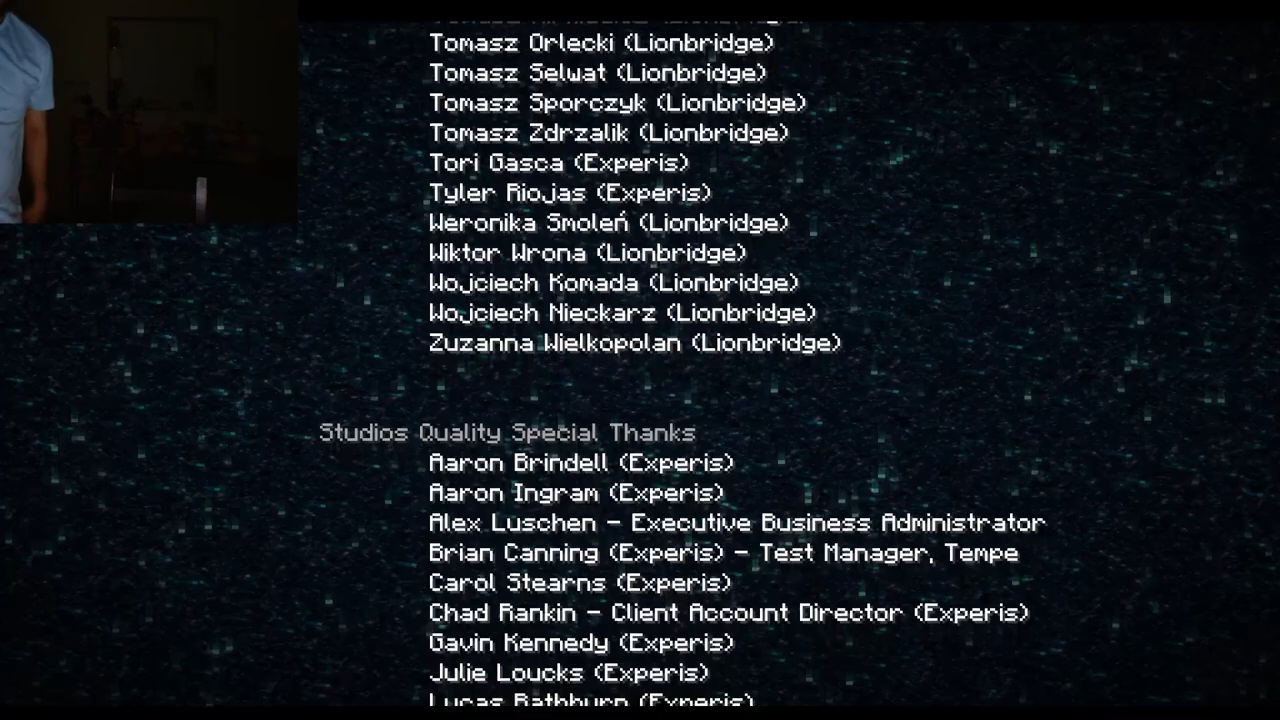 Tomasz Orlecki (Lionbridge)
Tomasz Selwat (Lionbridge)
Tomasz Sporczyk (Lionbridge)
Tomasz Zdrzalik (Lionbridge)
Tori Gasca (Experis)
Tyler Riojas (Experis)
Weronika Smoleń (Lionbridge)
Wiktor Wrona (Lionbridge)
Wojciech Komada (Lionbridge)
Wojciech Nieckarz (Lionbridge)
Zuzanna Wielkopolan (Lionbridge)
Studios Quality Special Thanks
Aaron Brindell (Experis)
Aaron Ingram (Experis)
Alex Luschen - Executive Business Administrator
Brian Canning (Experis) - Test Manager, Tempe
Carol Stearns (Experis)
Chad Rankin - Client Account Director (Experis)
Gavin Kennedy (Experis)
Julie Loucks (Experis)
Lucas Rathburn (Experis)